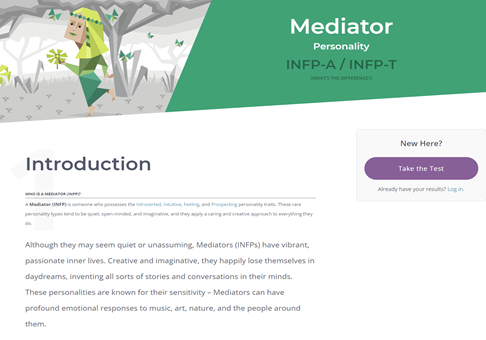 Mediator
Personality
INFP-A / INFP-T
(WHAT'S THE DIFFERENCE?)
New Here?
Take the Test
Already have your results? Log in.
1
Introduction
WHO IS A MEDIATOR (INFP)?
A Mediator (INFP) is someone who possesses the Introverted, Intuitive, Feeling, and Prospecting personality traits. These rare
personality types tend to be quiet, open-minded, and imaginative, and they apply a caring and creative approach to everything they
do.
Although they may seem quiet or unassuming, Mediators (INFPs) have vibrant,
passionate inner lives. Creative and imaginative, they happily lose themselves in
daydreams, inventing all sorts of stories and conversations in their minds.
These personalities are known for their sensitivity – Mediators can have
profound emotional responses to music, art, nature, and the people around
them.